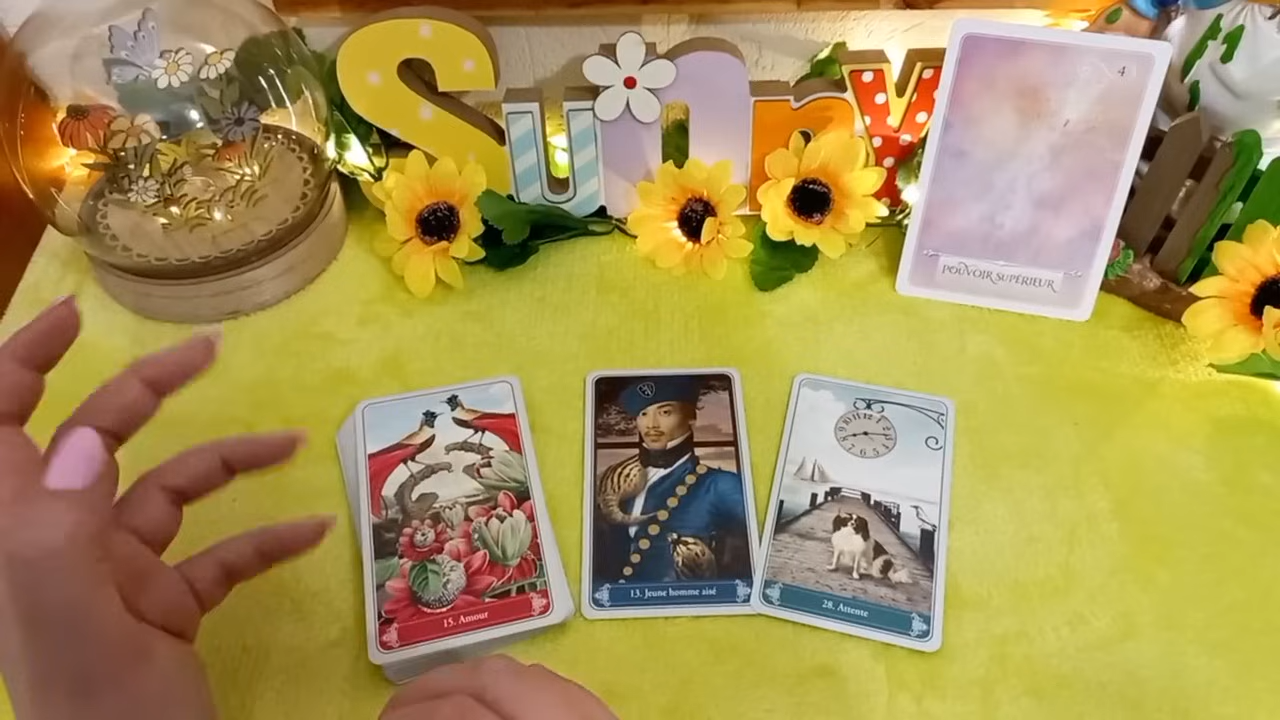 Sunny
4
POUVOIR SUPÉRIEUR
15. Amour
13. Jeune homme aisé
28. Attente